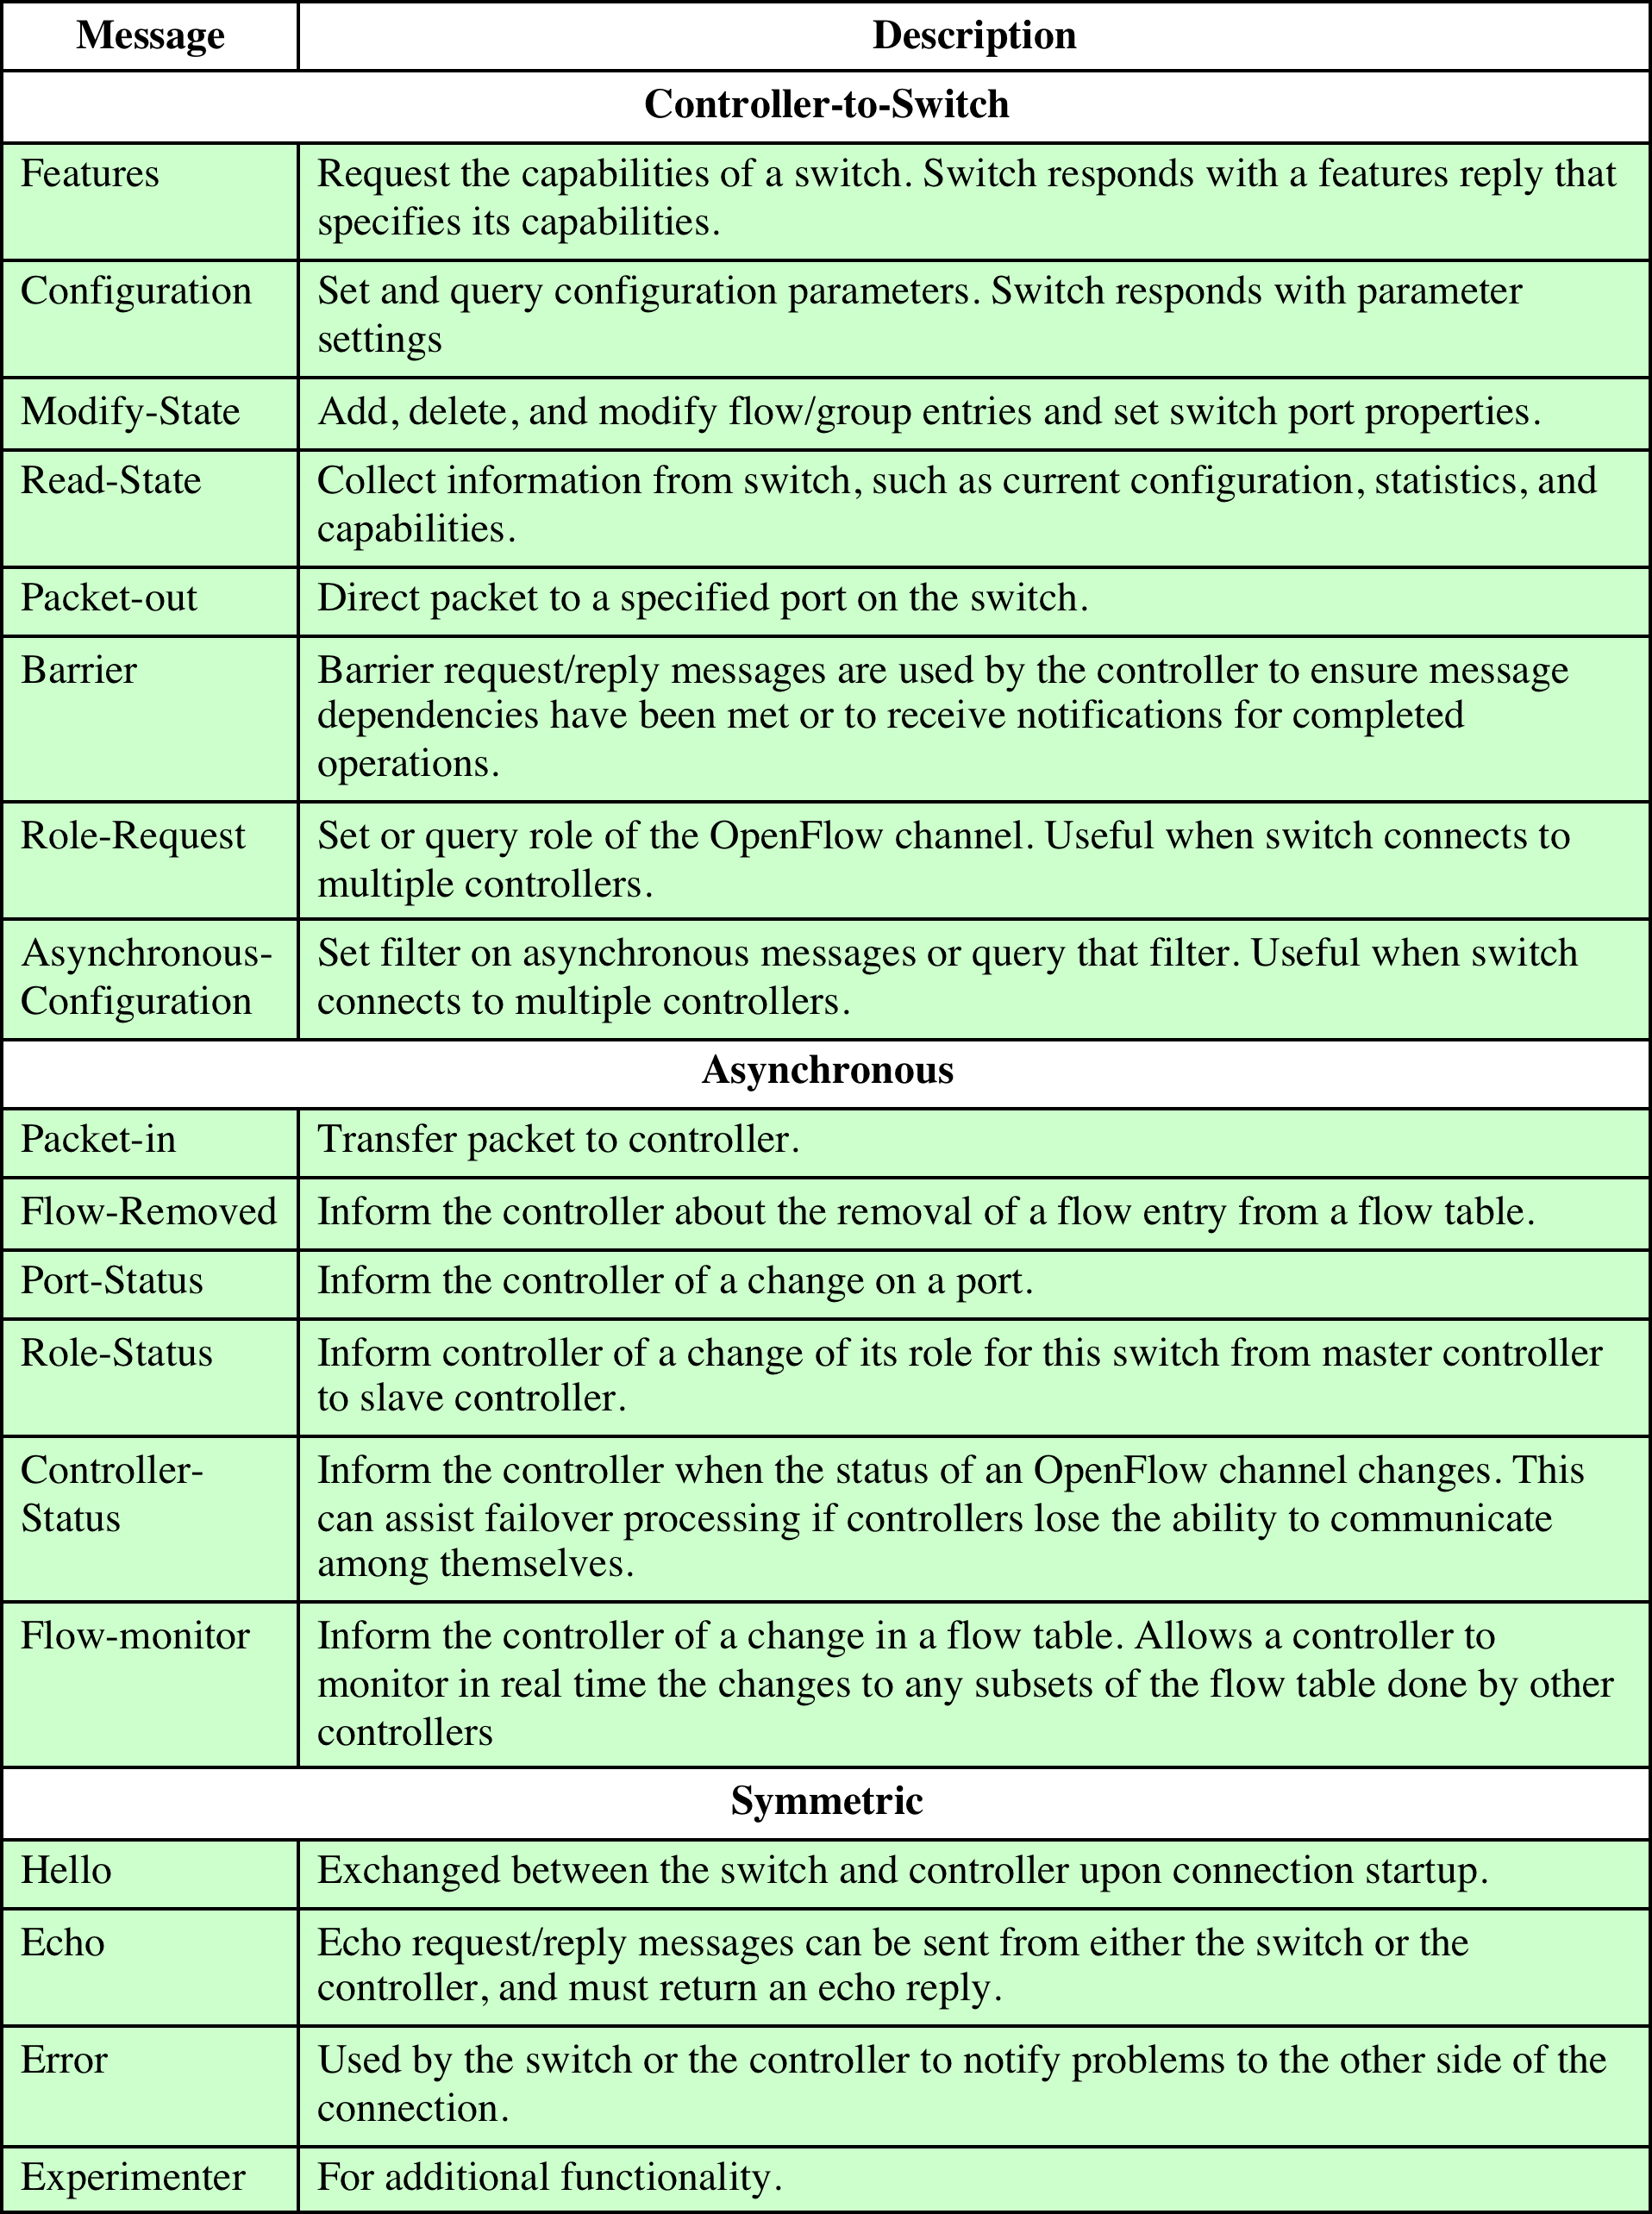 Message Description
Controller-to-Switch
Features Request the capabilities of a switch. Switch responds with a features reply that
specifies its capabilities.
Configuration Set and query configuration parameters. Switch responds with parameter
settings
Modify-State Add, delete, and modify flow/group entries and set switch port properties.
Read-State Collect information from switch, such as current configuration, statistics, and
capabilities.
Packet-out Direct packet to a specified port on the switch.
Barrier Barrier request/reply messages are used by the controller to ensure message
dependencies have been met or to receive notifications for completed
operations.
Role-Request Set or query role of the OpenFlow channel. Useful when switch connects to
multiple controllers.
Asynchronous- Set filter on asynchronous messages or query that filter. Useful when switch
Configuration connects to multiple controllers.
Asynchronous
Packet-in Transfer packet to controller.
Flow-Removed Inform the controller about the removal of a flow entry from a flow table.
Port-Status Inform the controller of a change on a port.
Role-Status Inform controller of a change of its role for this switch from master controller
to slave controller.
Controller- Inform the controller when the status of an OpenFlow channel changes. This
Status can assist failover processing if controllers lose the ability to communicate
among themselves.
Flow-monitor Inform the controller of a change in a flow table. Allows a controller to
monitor in real time the changes to any subsets of the flow table done by other
controllers
Symmetric
Hello Exchanged between the switch and controller upon connection startup.
Echo Echo request/reply messages can be sent from either the switch or the
controller, and must return an echo reply.
Error Used by the switch or the controller to notify problems to the other side of the
connection.
Experimenter For additional functionality.